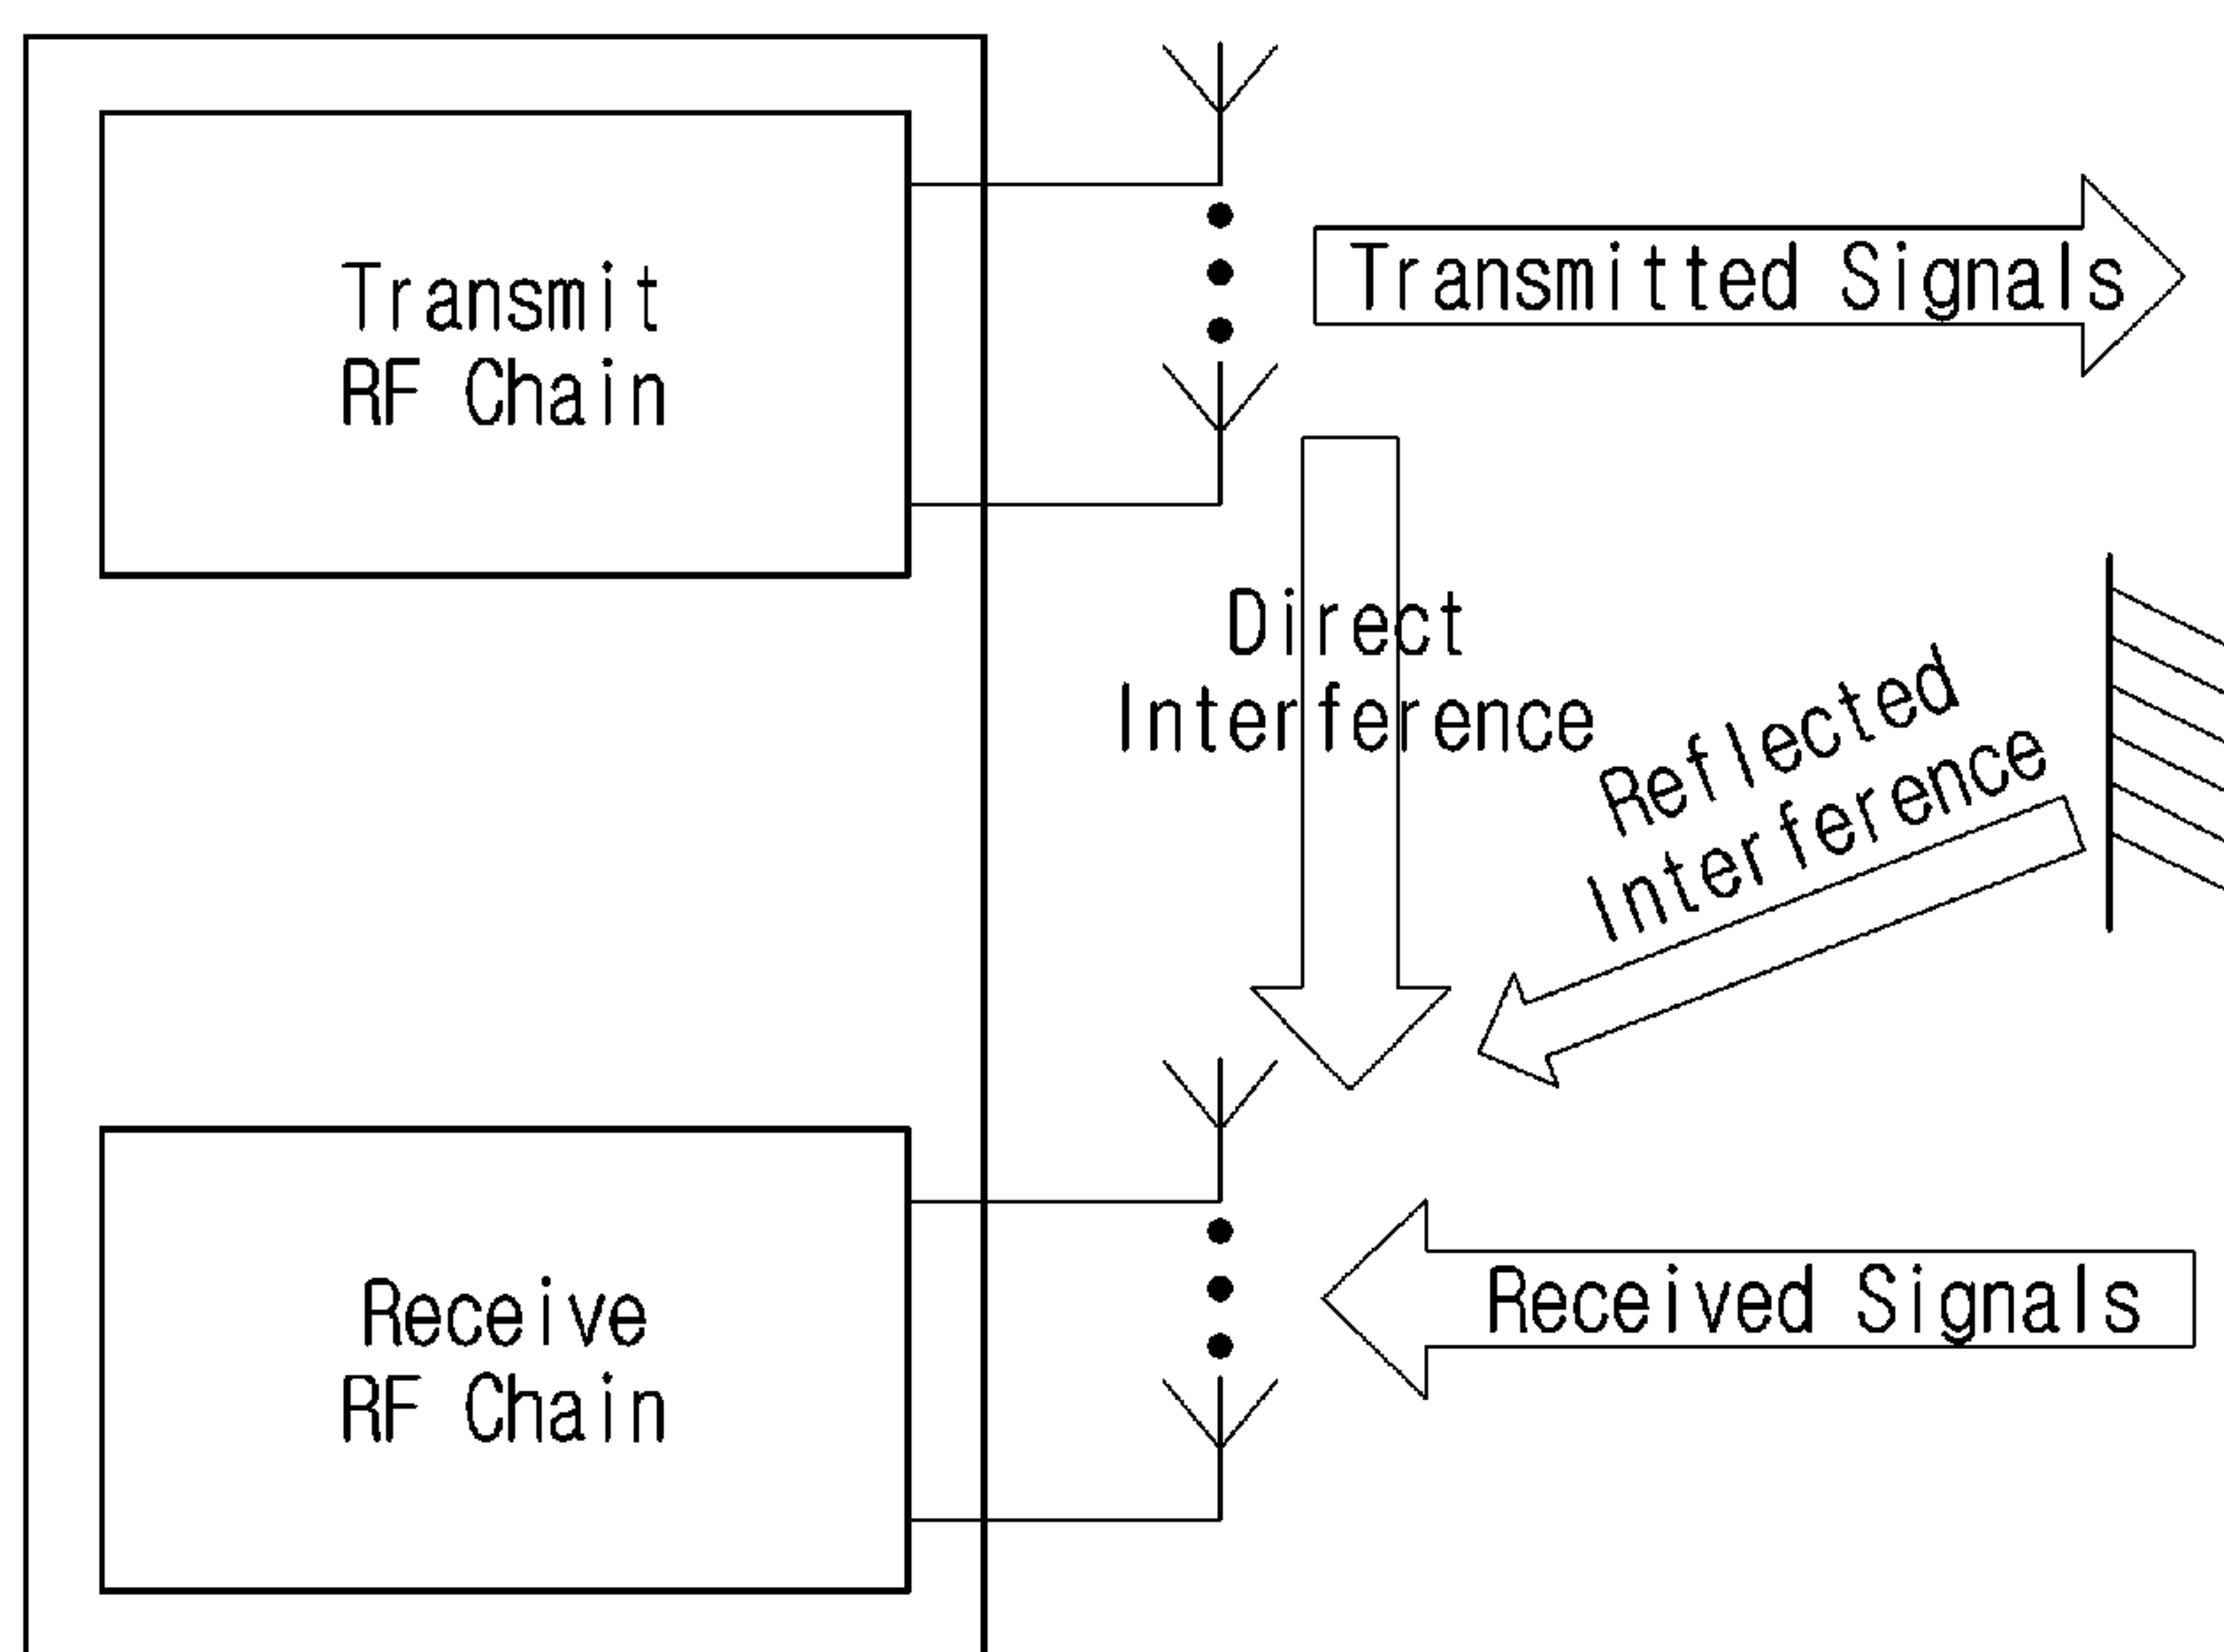 Transmit
RF Chain
Transmitted Signals
Direct
Interference
Reflected
Interference
Receive
RF Chain
Received Signals